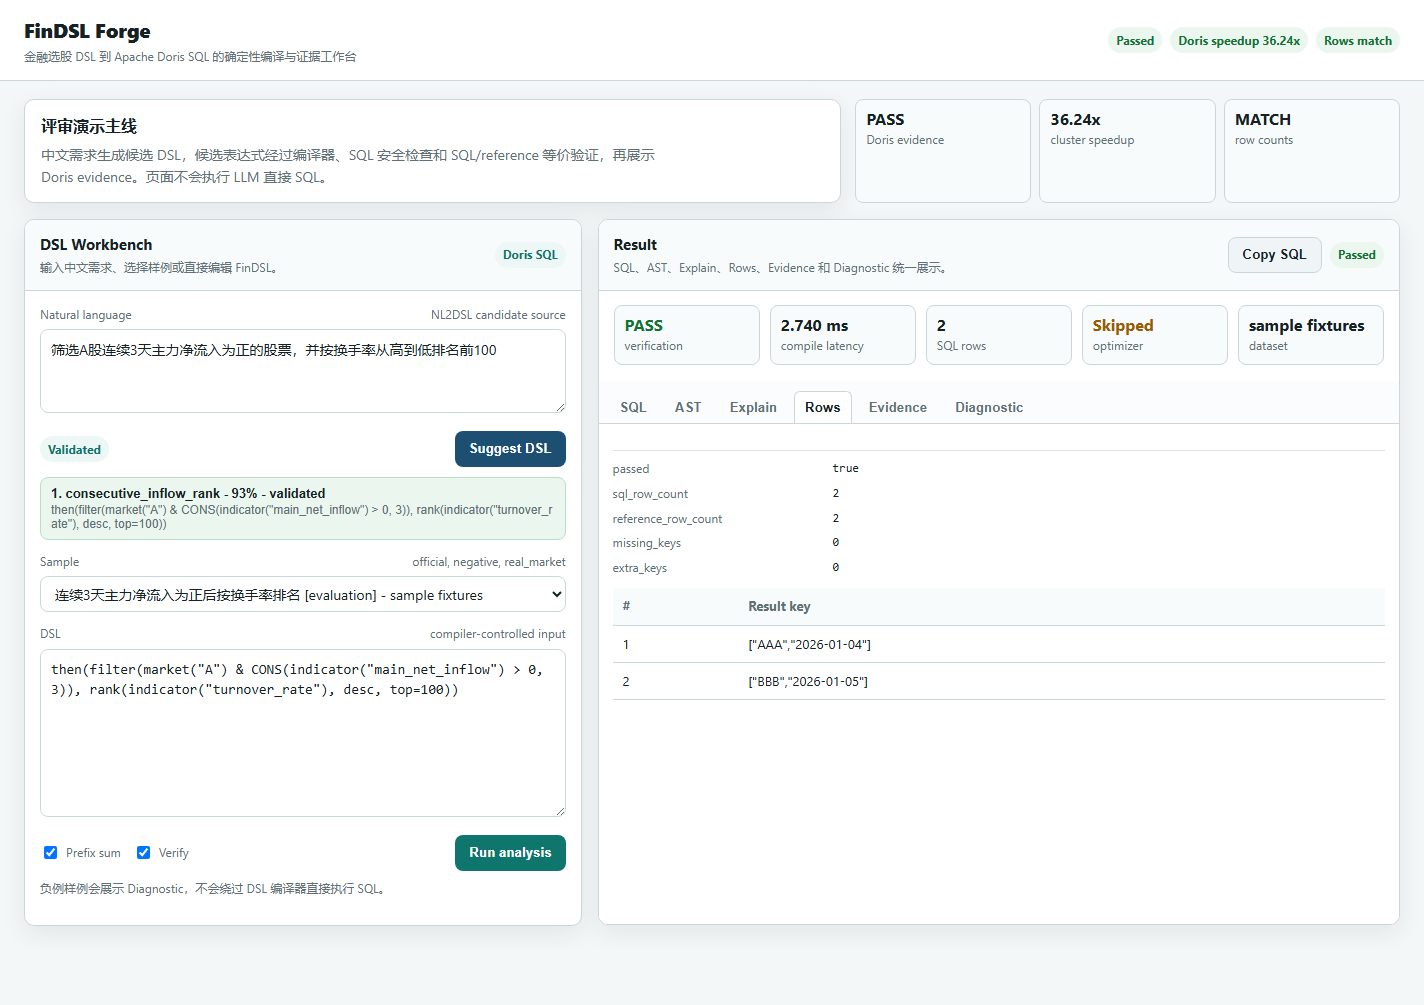 FinDSL Forge
金融选股 DSL 到 Apache Doris SQL 的确定性编译与证据工作台
Passed
Doris speedup 36.24x
Rows match
评审演示主线
中文需求生成候选 DSL，候选表达式经过编译器、SQL 安全检查和 SQL/reference 等价验证，再展示
Doris evidence。页面不会执行 LLM 直接 SQL。
PASS
Doris evidence
36.24x
cluster speedup
MATCH
row counts
DSL Workbench
输入中文需求、选择样例或直接编辑 FinDSL。
Doris SQL
Natural language
NL2DSL candidate source
筛选A股连续3天主力净流入为正的股票，并按换手率从高到低排名前100
Validated
Suggest DSL
1. consecutive_inflow_rank - 93% - validated
then(filter(market("A") & CONS(indicator("main_net_inflow") > 0, 3)), rank(indicator("turnover_r
ate"), desc, top=100))
Sample
official, negative, real_market
连续3天主力净流入为正后按换手率排名 [evaluation] - sample fixtures
DSL
compiler-controlled input
then(filter(market("A") & CONS(indicator("main_net_inflow") > 0,
3)), rank(indicator("turnover_rate"), desc, top=100))
Prefix sum
Verify
Run analysis
负例样例会展示 Diagnostic，不会绕过 DSL 编译器直接执行 SQL。
Result
SQL、AST、Explain、Rows、Evidence 和 Diagnostic 统一展示。
Copy SQL
Passed
PASS
verification
2.740 ms
compile latency
2
SQL rows
Skipped
optimizer
sample fixtures
dataset
SQL
AST
Explain
Rows
Evidence
Diagnostic
passed true
sql_row_count 2
reference_row_count 2
missing_keys 0
extra_keys 0
# Result key
1 ["AAA","2026-01-04"]
2 ["BBB","2026-01-05"]